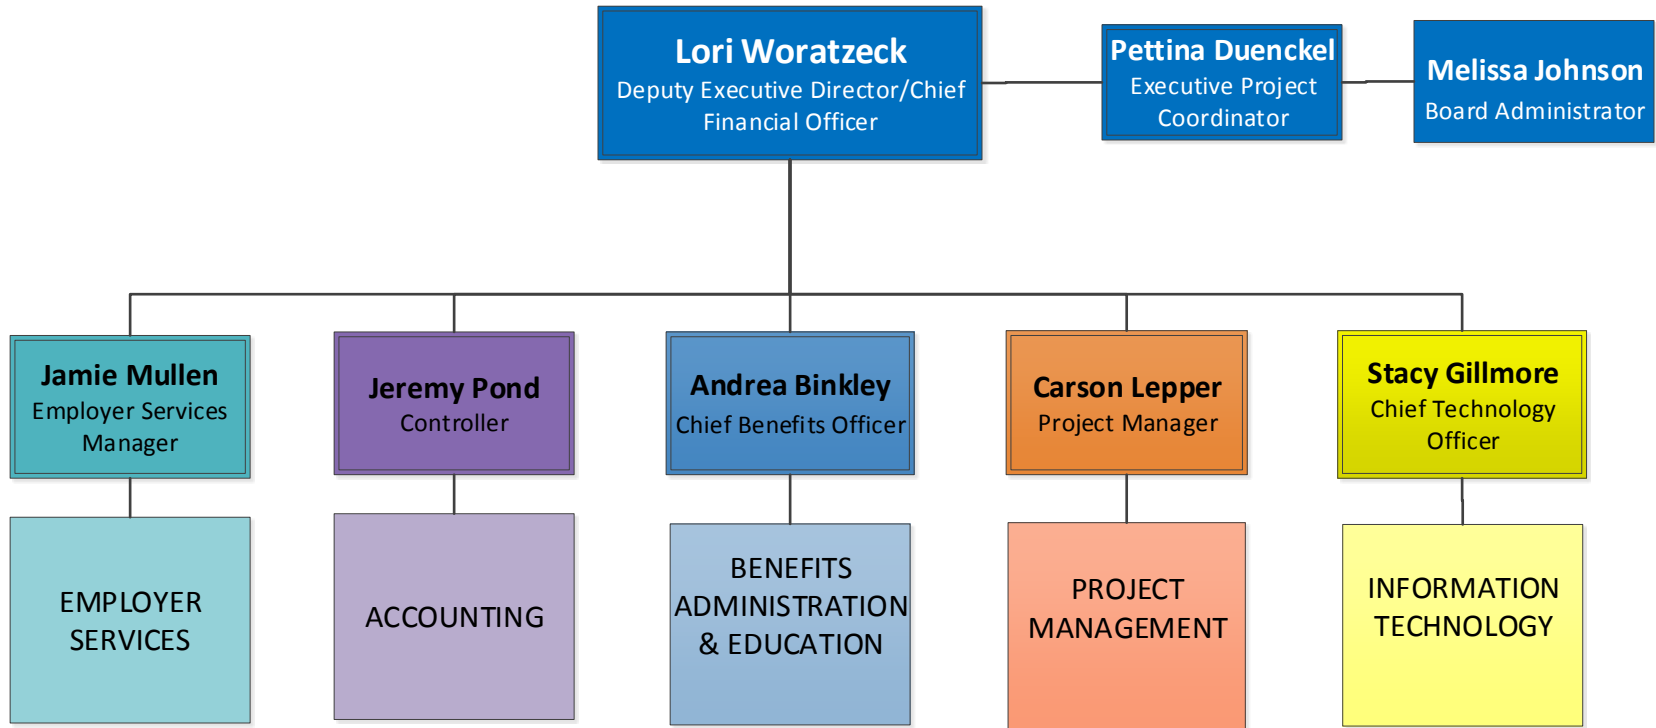 Lori Woratzeck
Deputy Executive Director/Chief
Financial Officer
Pettina Duenckel
Executive Project
Coordinator
Melissa Johnson
Board Administrator
Jamie Mullen
Employer Services
Manager
Jeremy Pond
Controller
Andrea Binkley
Chief Benefits Officer
Carson Lepper
Project Manager
Stacy Gillmore
Chief Technology
Officer
EMPLOYER
SERVICES
ACCOUNTING
BENEFITS
ADMINISTRATION
& EDUCATION
PROJECT
MANAGEMENT
INFORMATION
TECHNOLOGY